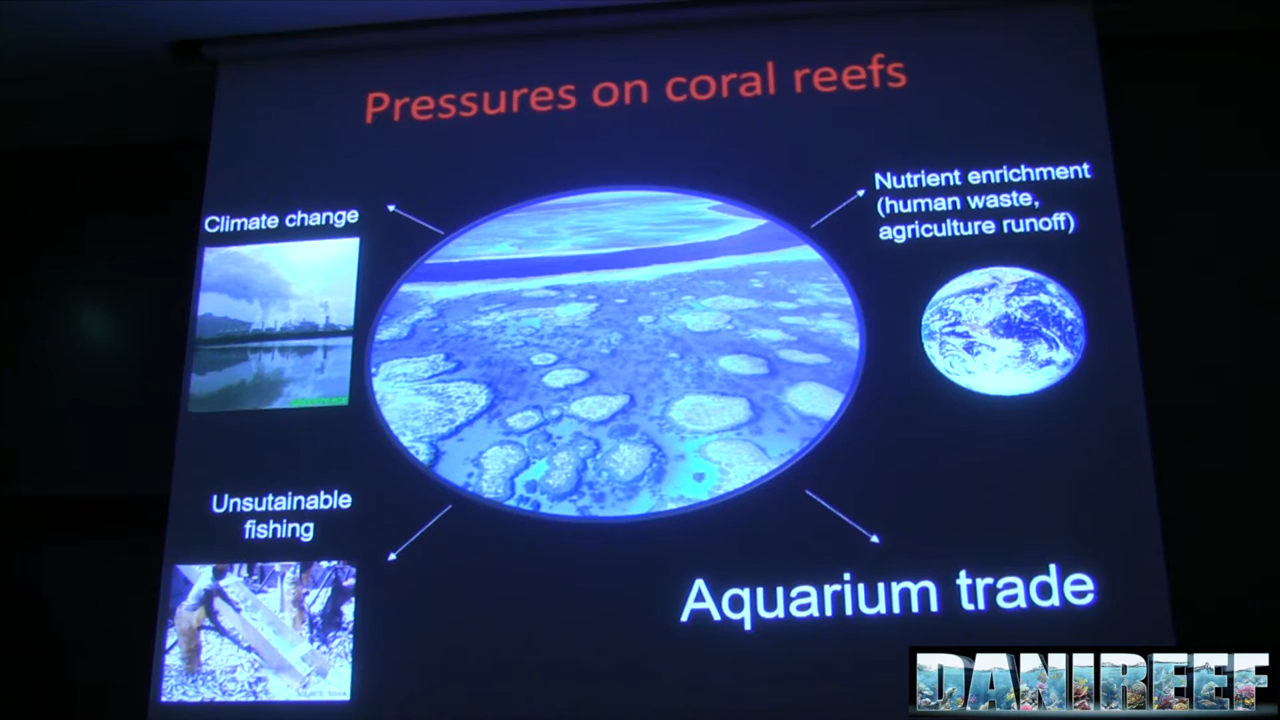 Pressures on coral reefs
Climate change
Nutrient enrichment
(human waste,
agriculture runoff)
Unsutainable
fishing
Aquarium trade
DANIREEF